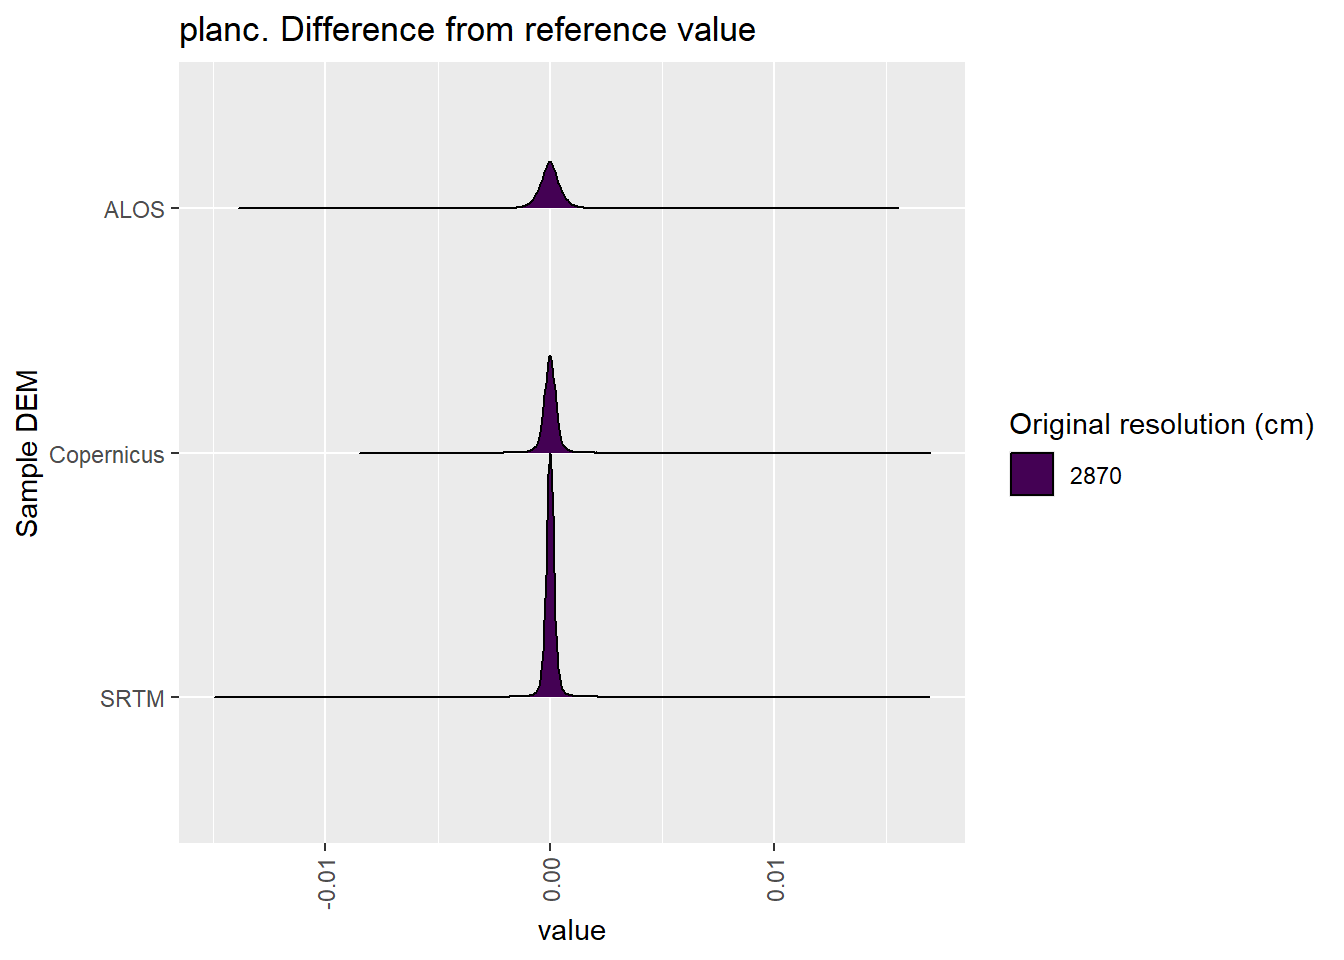 planc. Difference from reference value
Sample DEM
ALOS
Copernicus
SRTM
-0.01
0.00
0.01
value
Original resolution (cm)
2870